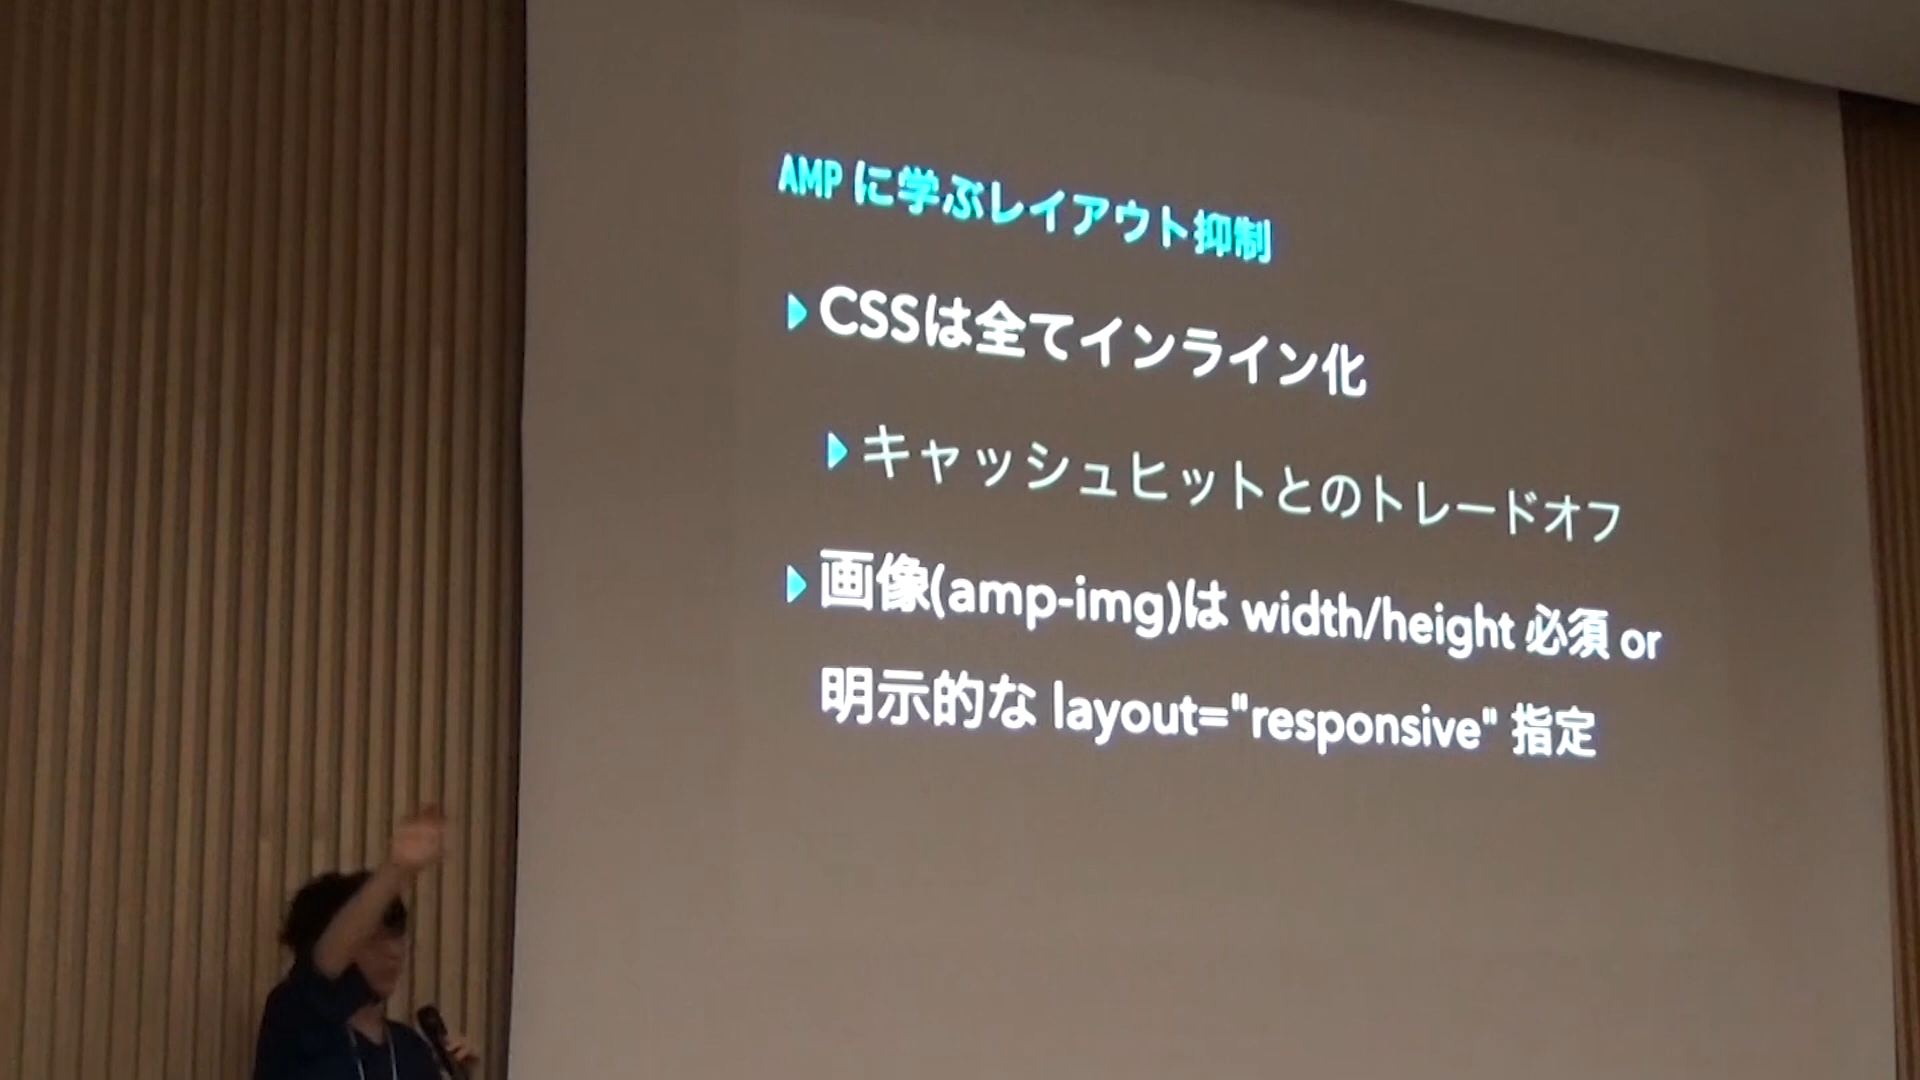 AMP に学ぶレイアウト抑制
CSSは全てインライン化
キャッシュヒットとのトレードオフ
画像(amp-img)は width/height 必須 or
明示的な layout="responsive" 指定